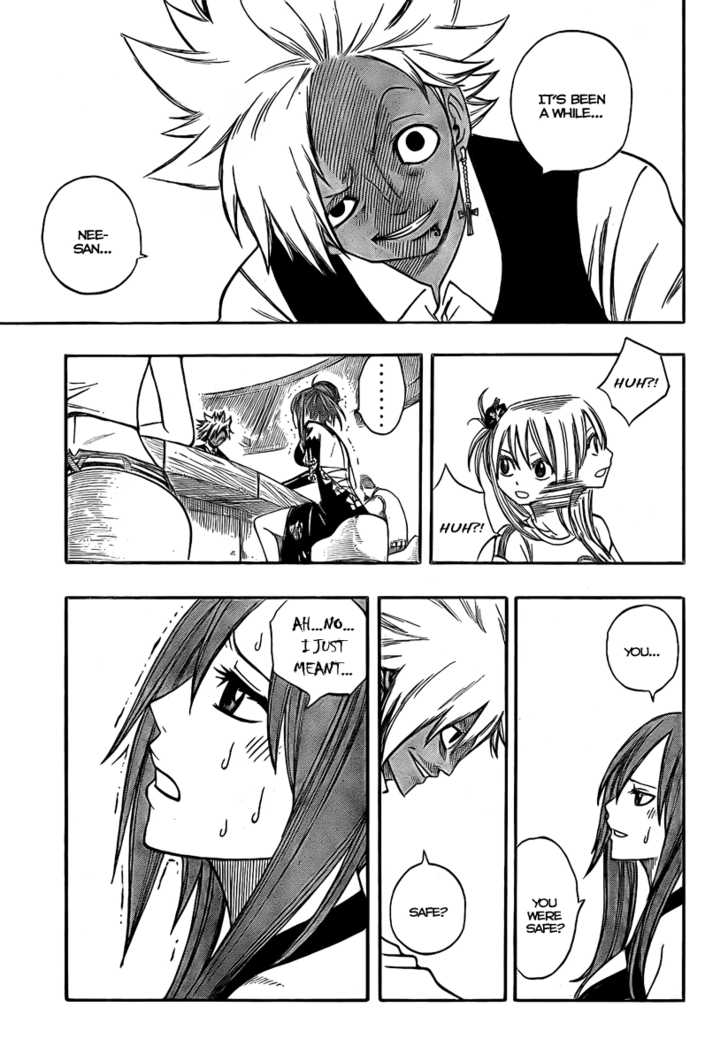 IT'S BEEN
A WHILE...
NEE-
SAN...
HUH?!
HUH?!
......
YOU...
YOU
WERE
SAFE?
SAFE?
AH...NO...
I JUST
MEANT...